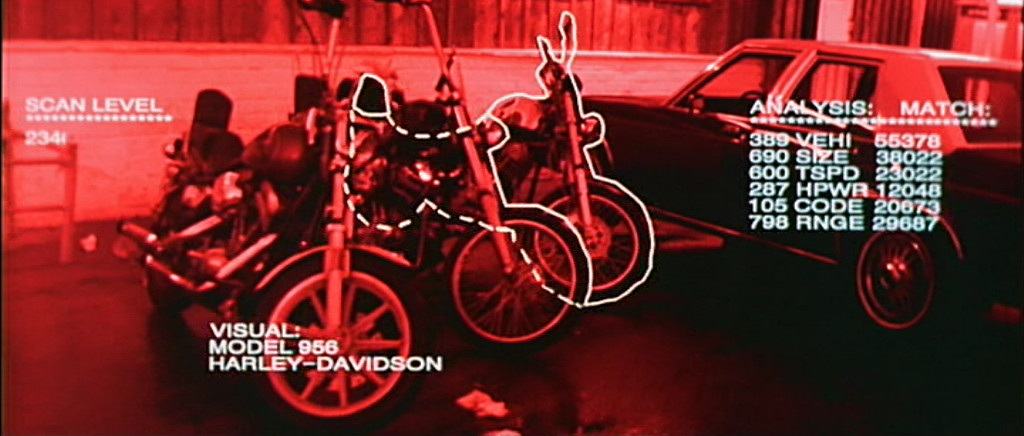 SCAN LEVEL
ANALYSIS: MATCH:
389 VEHI 55378
690 SIZE 38022
600 TSPD 23022
287 HPWR 12048
105 CODE 20673
798 RNGE 29687
VISUAL:
MODEL 956
HARLEY-DAVIDSON